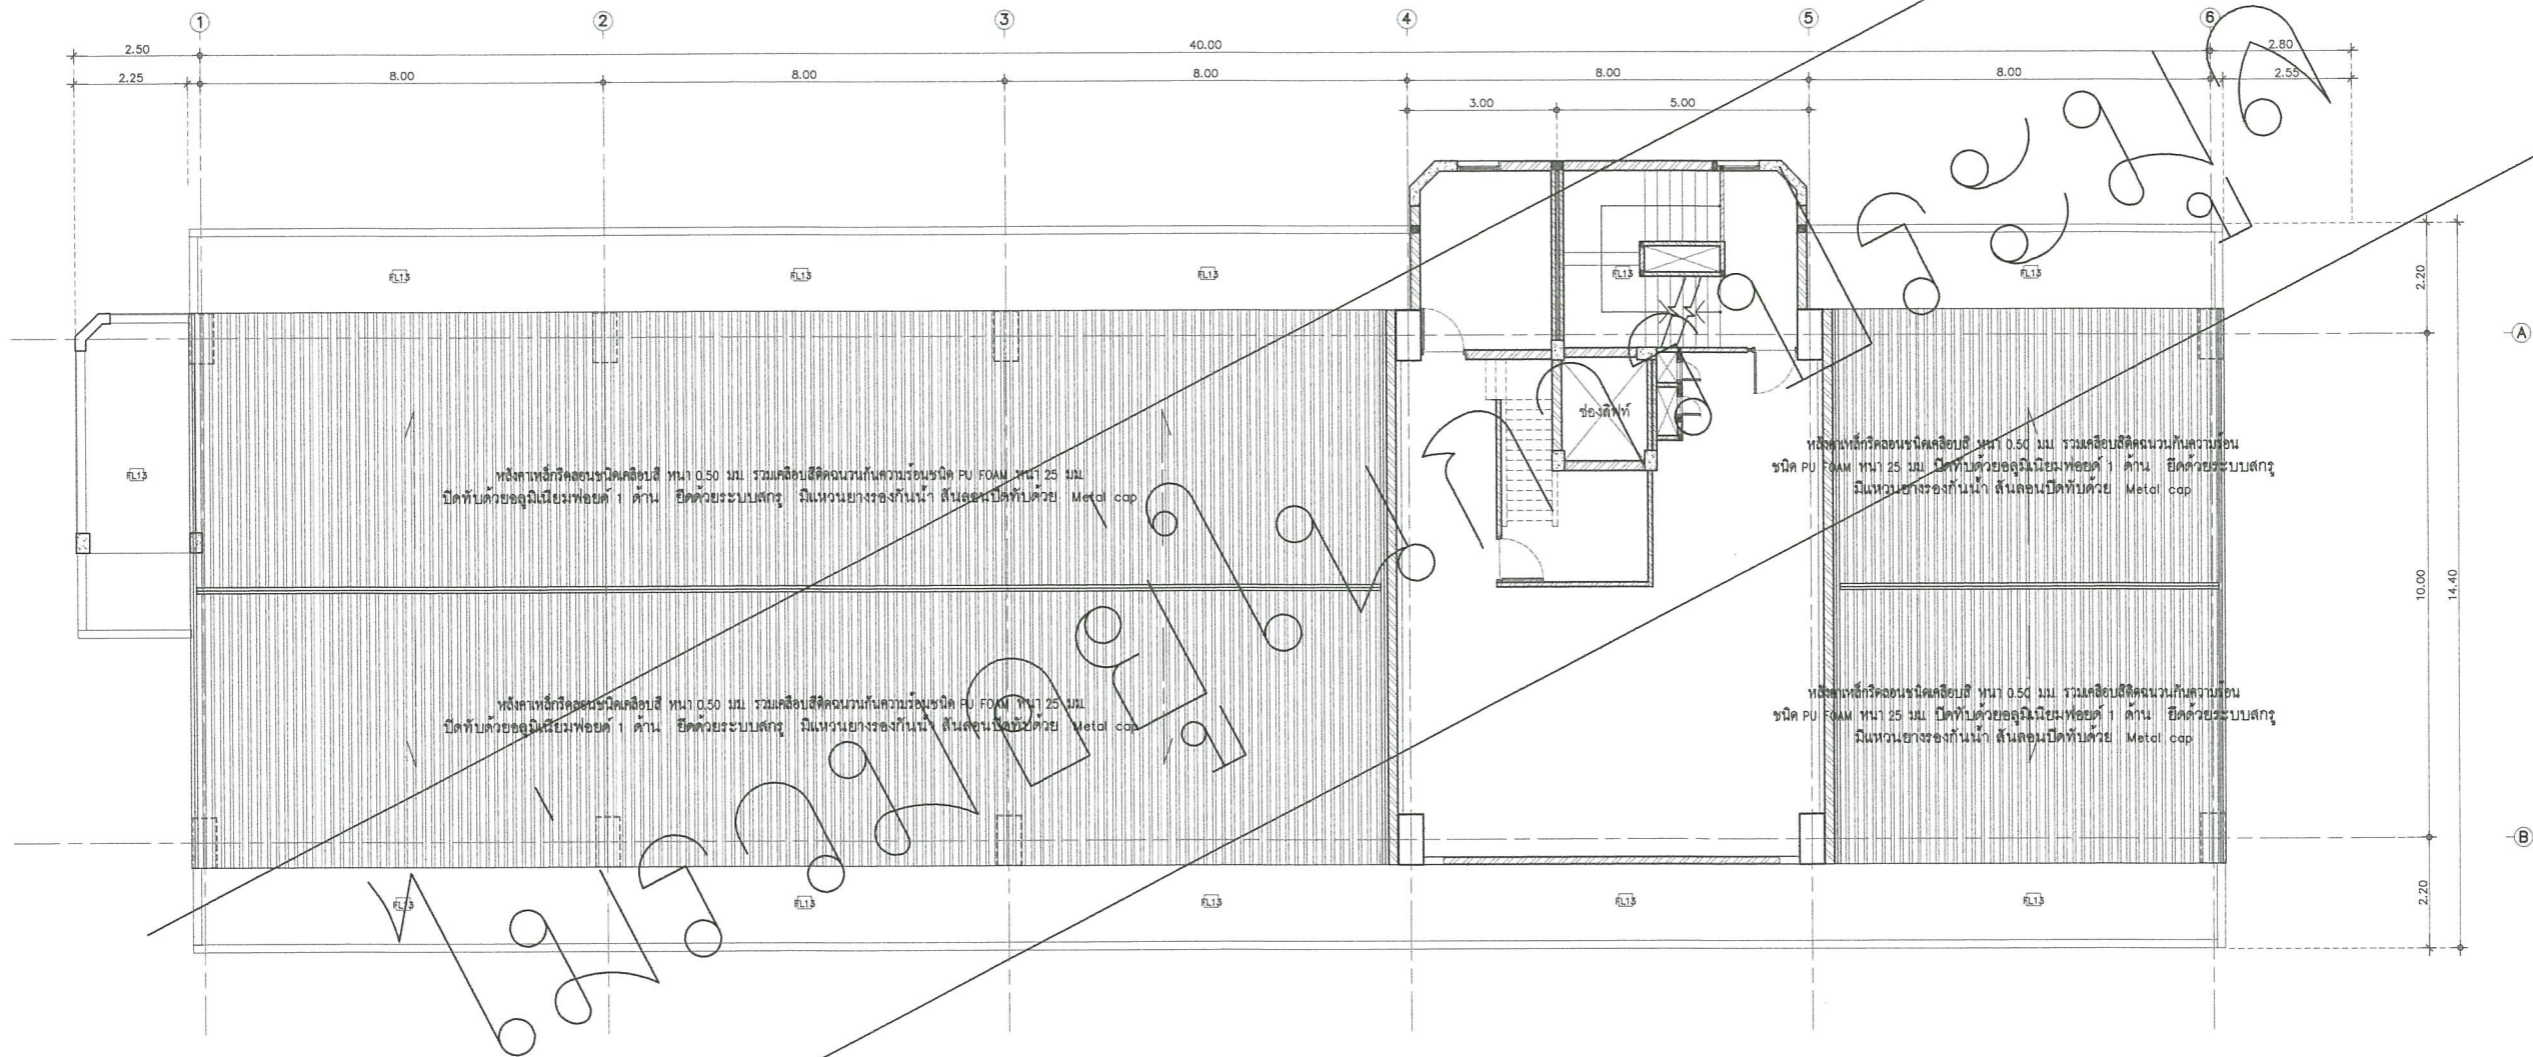 1 2 3 4 5 6
2.50 40.00 2.80
2.25 8.00 8.00 8.00 8.00 8.00 2.55
3.00 5.00
FL13 FL13 FL13 FL13 FL13
2.20
A
ช่องลิฟท์
FL13
หลังคาเหล็กรีดลอนชนิดเคลือบสี หนา 0.50 มม. รวมเคลือบสีติดฉนวนกันความร้อนชนิด PU FOAM หนา 25 มม.
ปิดทับด้วยอลูมิเนียมฟอยด์ 1 ด้าน ยึดด้วยระบบสกรู มีแหวนยางรองกันน้ำ สันลอนปิดทับด้วย Metal cap
หลังคาเหล็กรีดลอนชนิดเคลือบสี หนา 0.50 มม. รวมเคลือบสีติดฉนวนกันความร้อน
ชนิด PU FOAM หนา 25 มม. ปิดทับด้วยอลูมิเนียมฟอยด์ 1 ด้าน ยึดด้วยระบบสกรู
มีแหวนยางรองกันน้ำ สันลอนปิดทับด้วย Metal cap
10.00 14.40
หลังคาเหล็กรีดลอนชนิดเคลือบสี หนา 0.50 มม. รวมเคลือบสีติดฉนวนกันความร้อนชนิด PU FOAM หนา 25 มม.
ปิดทับด้วยอลูมิเนียมฟอยด์ 1 ด้าน ยึดด้วยระบบสกรู มีแหวนยางรองกันน้ำ สันลอนปิดทับด้วย Metal cap
หลังคาเหล็กรีดลอนชนิดเคลือบสี หนา 0.50 มม. รวมเคลือบสีติดฉนวนกันความร้อน
ชนิด PU FOAM หนา 25 มม. ปิดทับด้วยอลูมิเนียมฟอยด์ 1 ด้าน ยึดด้วยระบบสกรู
มีแหวนยางรองกันน้ำ สันลอนปิดทับด้วย Metal cap
B
FL13 FL13 FL13 FL13 FL13
2.20